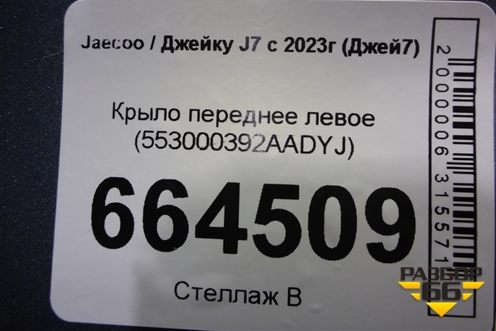 Jaecoo / Джейку J7 с 2023г (Джей7)
Крыло переднее левое
(553000392AADYJ)
664509
Стеллаж В
2000006315571
РАЗБОР
66